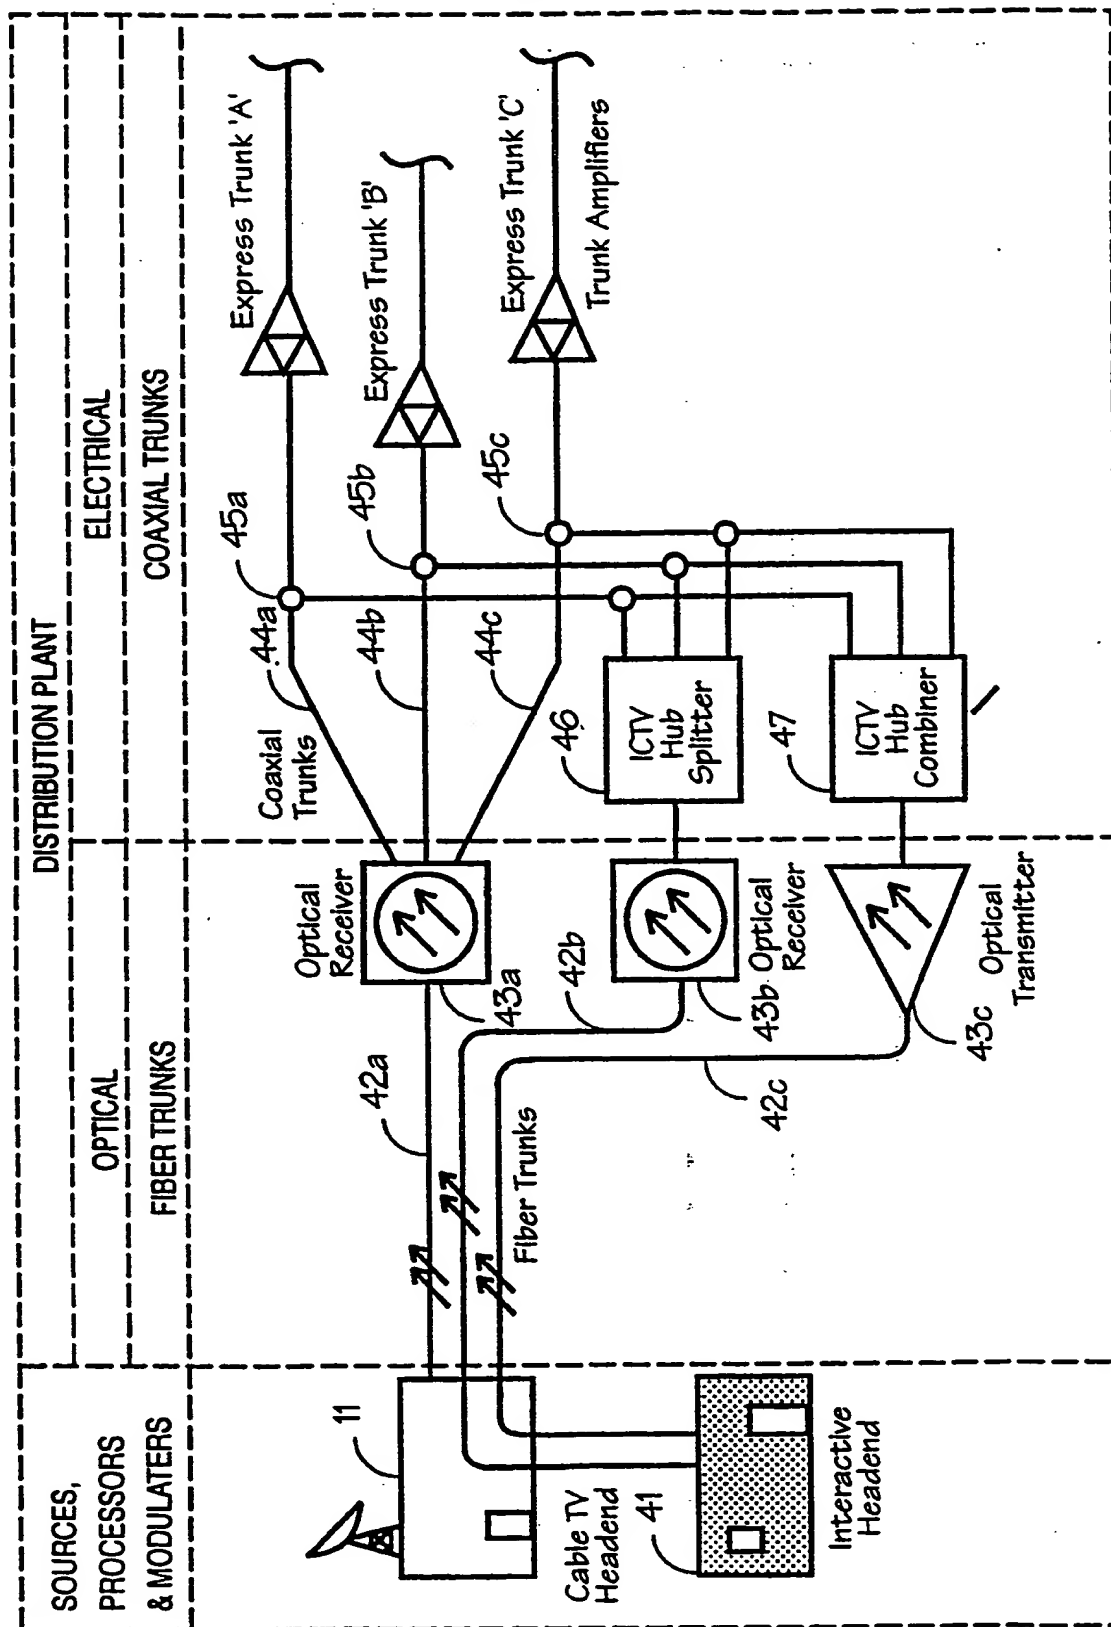 DISTRIBUTION PLANT
SOURCES,
PROCESSORS
& MODULATERS
OPTICAL
ELECTRICAL
FIBER TRUNKS
COAXIAL TRUNKS
11
Cable TV
Headend
41
Interactive
Headend
42a
Fiber Trunks
42b
42c
Optical
Receiver
43a
43b Optical
Receiver
43c
Optical
Transmitter
Coaxial
Trunks
44a
44b
44c
45a
45b
45c
46
ICTV
Hub
Splitter
47
ICTV
Hub
Combiner
Express Trunk 'A'
Express Trunk 'B'
Express Trunk 'C'
Trunk Amplifiers